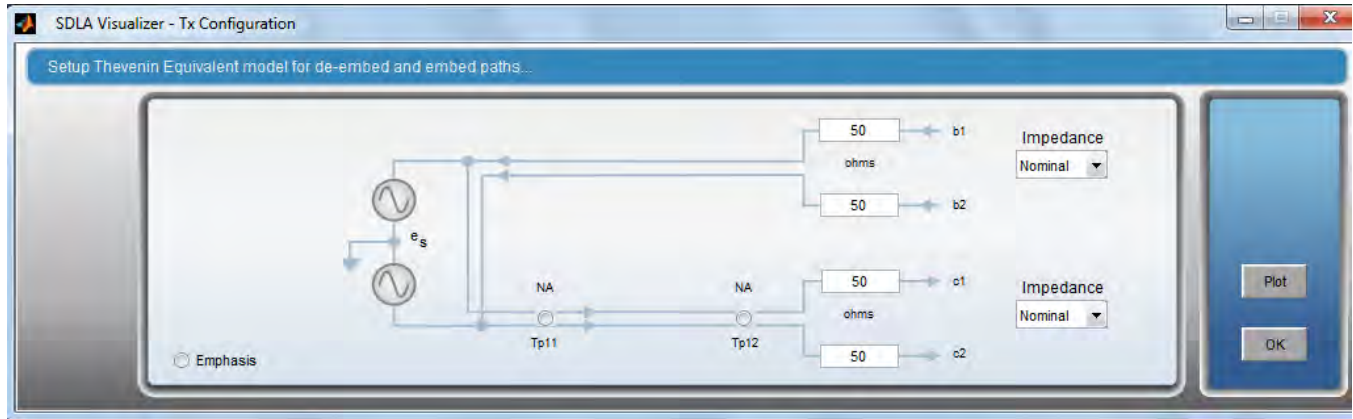 SDLA Visualizer - Tx Configuration
Setup Thevenin Equivalent model for de-embed and embed paths...
50 b1
ohms
50 b2
Impedance
Nominal
es
NA NA
Tp11 Tp12
50 c1
ohms
50 c2
Impedance
Nominal
Emphasis
Plot
OK